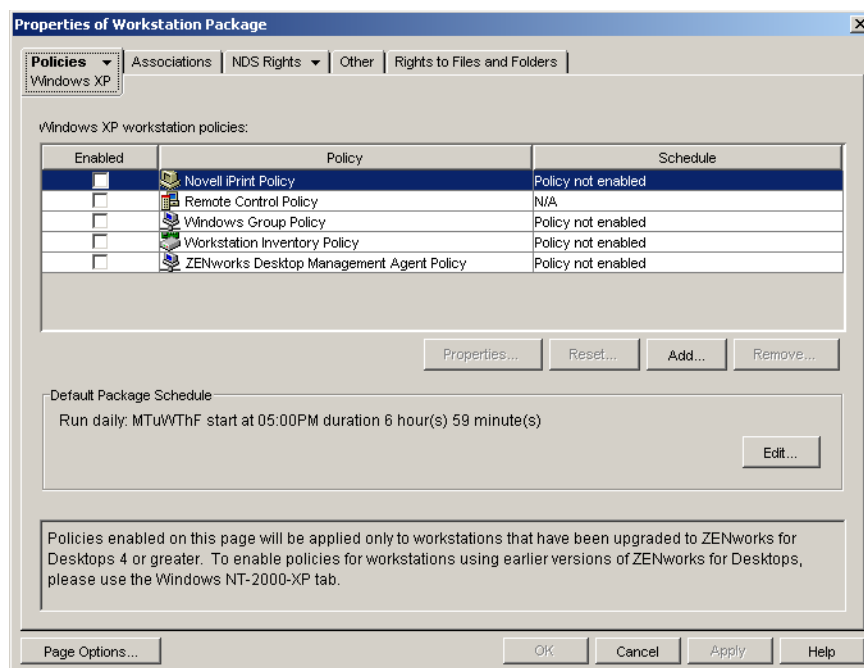 Properties of Workstation Package
Policies Associations NDS Rights Other Rights to Files and Folders
Windows XP
Windows XP workstation policies:
Enabled Policy Schedule
Novell iPrint Policy Policy not enabled
Remote Control Policy N/A
Windows Group Policy Policy not enabled
Workstation Inventory Policy Policy not enabled
ZENworks Desktop Management Agent Policy Policy not enabled
Properties... Reset... Add... Remove...
Default Package Schedule
Run daily: MTuWThF start at 05:00PM duration 6 hour(s) 59 minute(s)
Edit...
Policies enabled on this page will be applied only to workstations that have been upgraded to ZENworks for
Desktops 4 or greater. To enable policies for workstations using earlier versions of ZENworks for Desktops,
please use the Windows NT-2000-XP tab.
Page Options... OK Cancel Apply Help